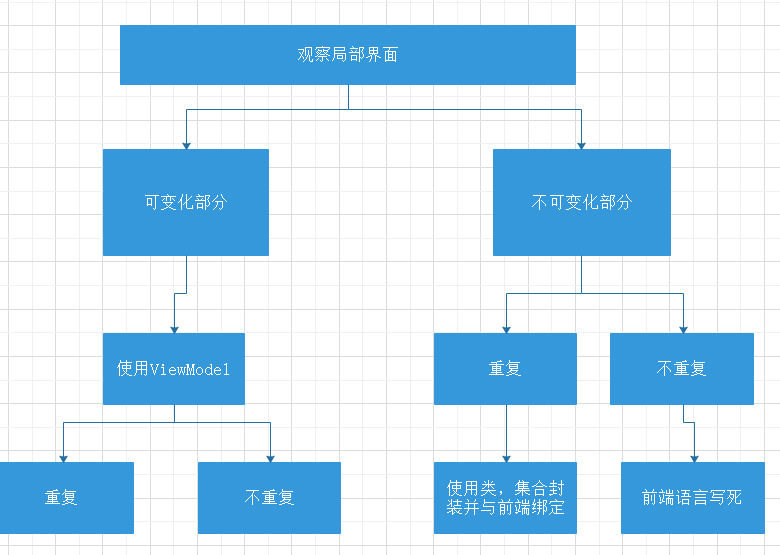 观察局部界面
可变化部分
不可变化部分
使用ViewModel
重复
不重复
重复
不重复
使用类，集合封
装并与前端绑定
前端语言写死